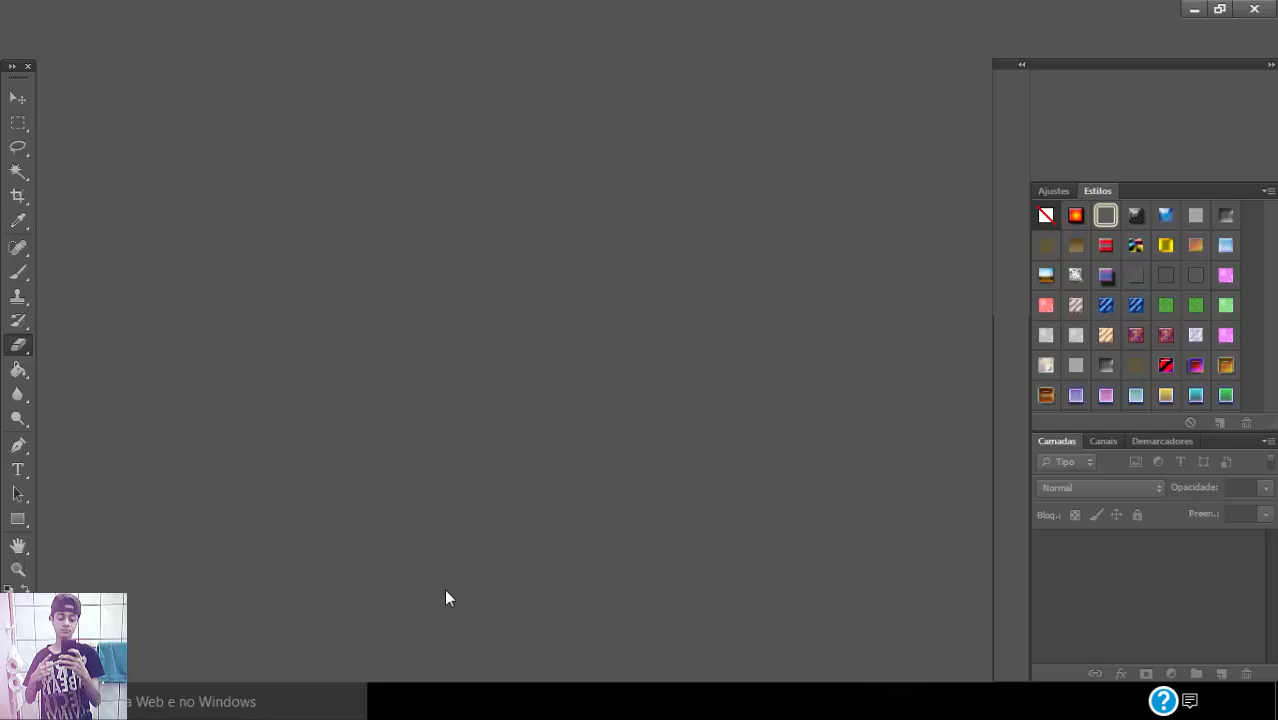 Ajustes Estilos
Camadas Canais Demarcadores
Tipo
Normal Opacidade:
Bloq.: Preen.:
a Web e no Windows